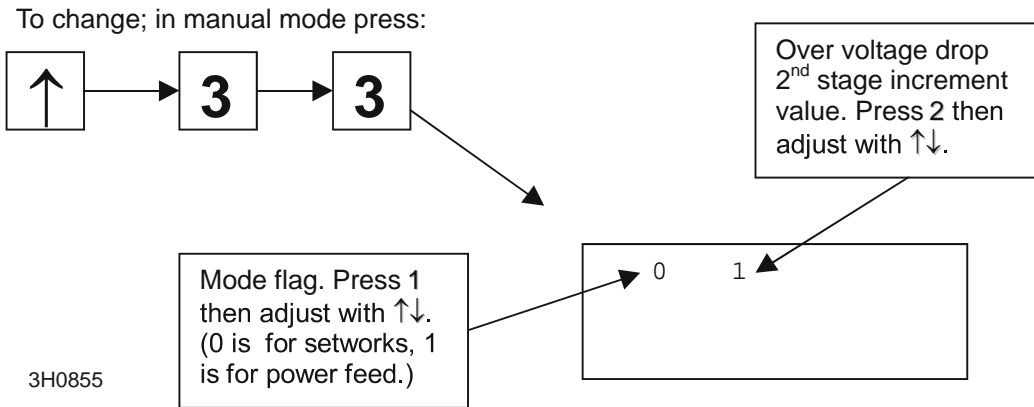 To change; in manual mode press:
↑ 3 3
Over voltage drop
2nd stage increment
value. Press 2 then
adjust with ↑↓.
0 1
Mode flag. Press 1
then adjust with ↑↓.
(0 is for setworks, 1
is for power feed.)
3H0855